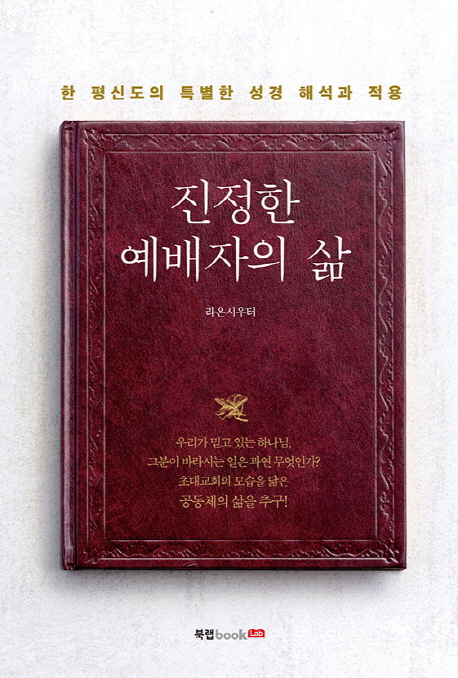 한 평신도의 특별한 성경 해석과 적용
진정한
예배자의 삶
라온시우터
우리가 믿고 있는 하나님,
그분이 바라시는 일은 과연 무엇인가?
초대교회의 모습을 닮은
공동체의 삶을 추구!
북랩book Lab